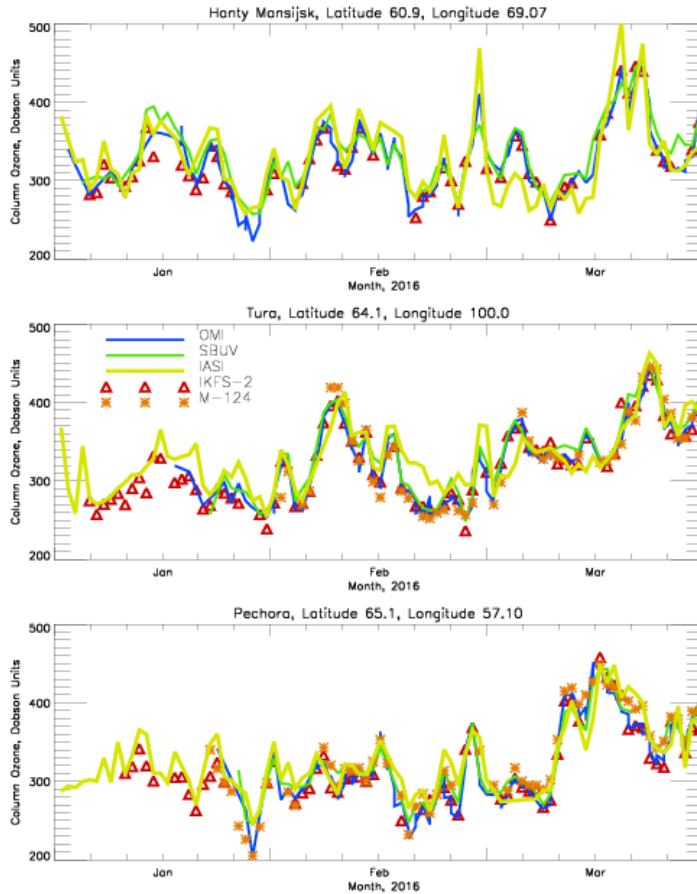 Hanty Mansijsk, Latitude 60.9, Longitude 69.07
Column Ozone, Dobson Units
500
400
300
200
Jan
Feb
Mar
Month, 2016
Tura, Latitude 64.1, Longitude 100.0
Column Ozone, Dobson Units
500
400
300
200
OMI
SBUV
IASI
IKFS-2
M-124
Jan
Feb
Mar
Month, 2016
Pechora, Latitude 65.1, Longitude 57.10
Column Ozone, Dobson Units
500
400
300
200
Jan
Feb
Mar
Month, 2016